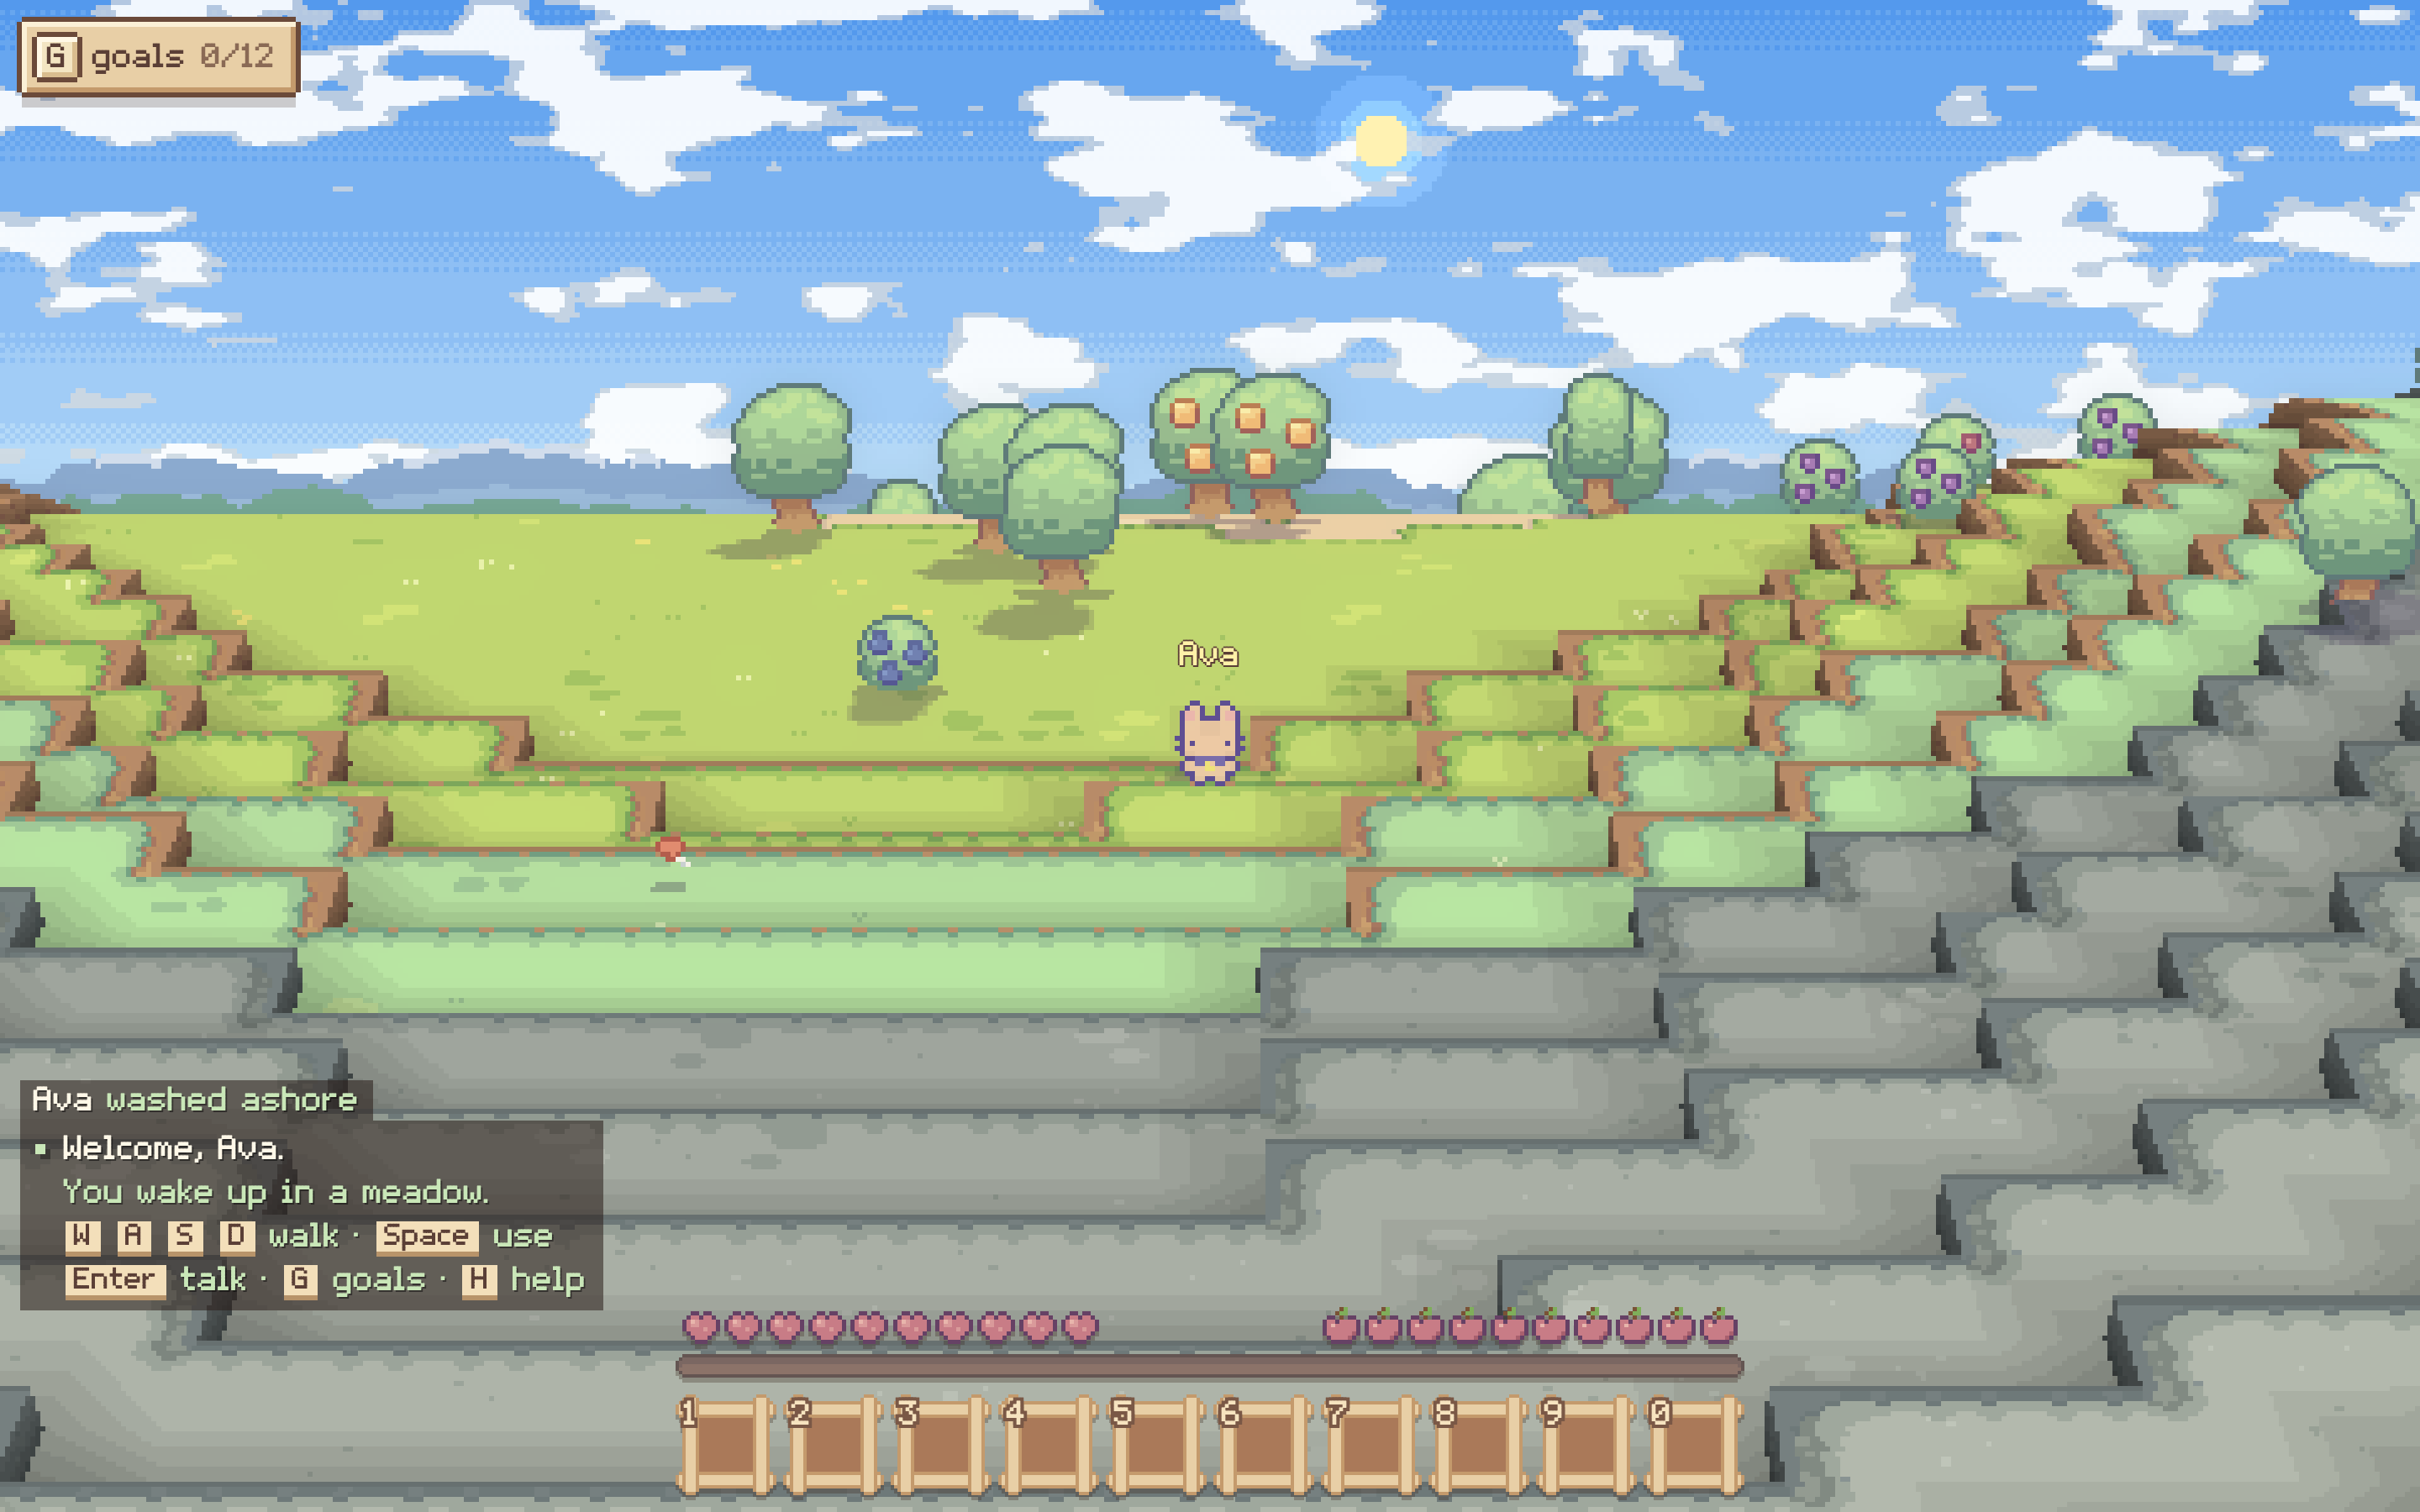 G goals 0/12
Ava
Ava washed ashore
Welcome, Ava.
You wake up in a meadow.
W A S D walk · Space use
Enter talk · G goals · H help
1 2 3 4 5 6 7 8 9 0